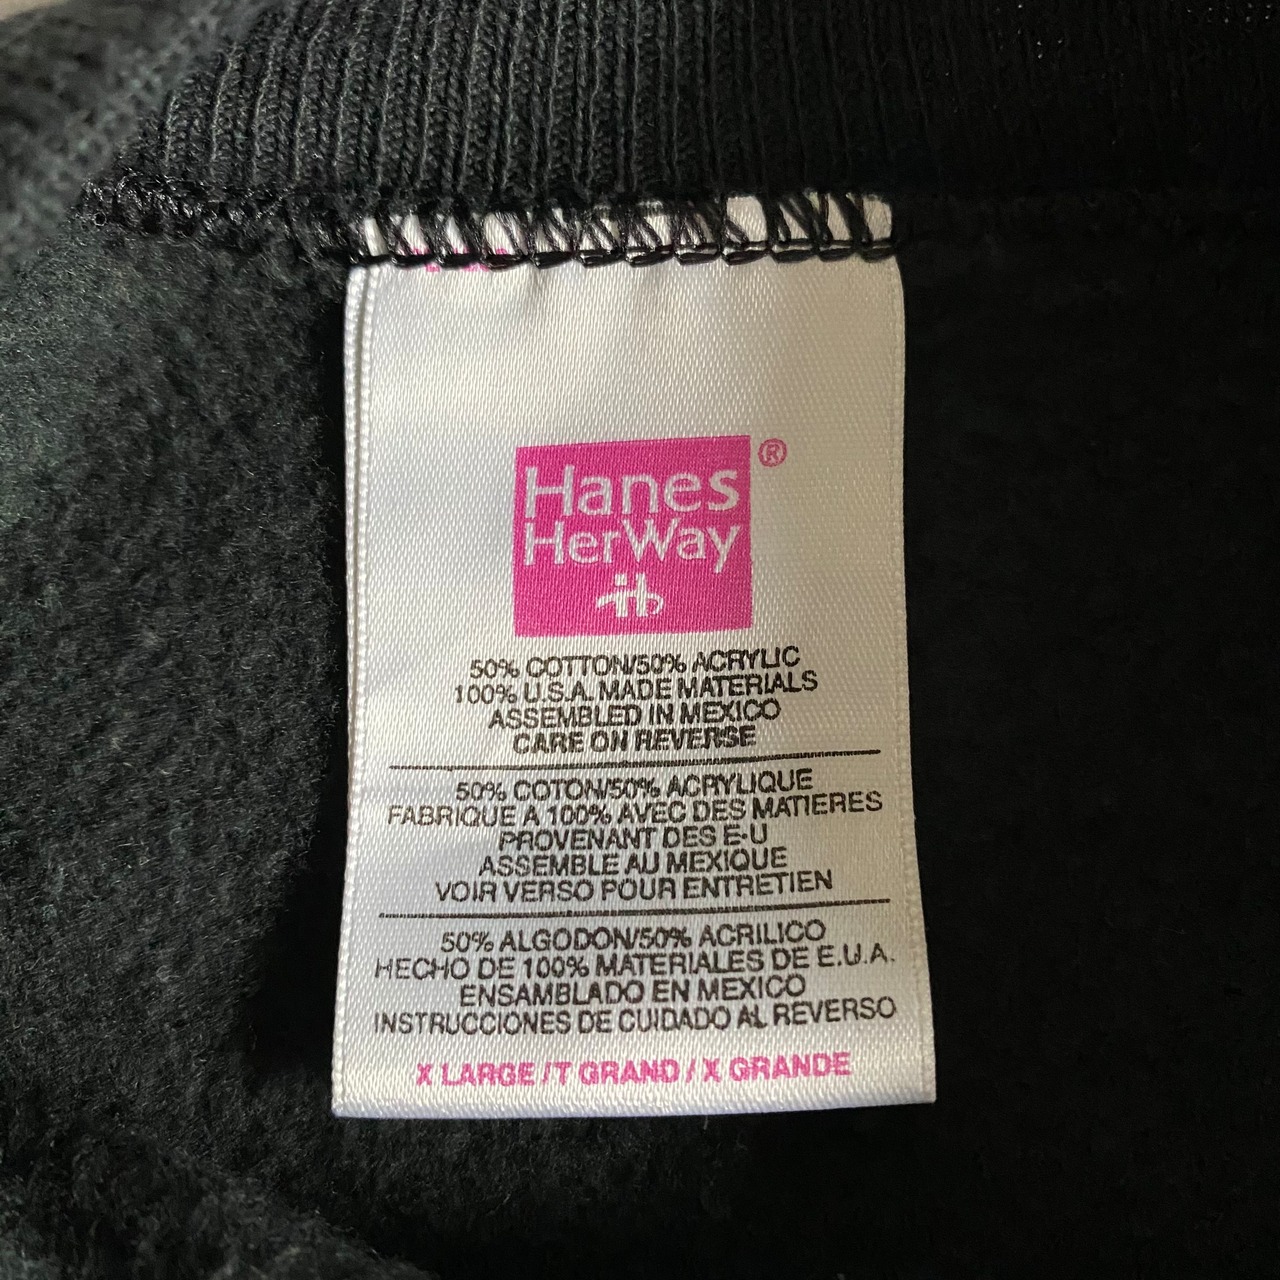 Hanes
HerWay
®
50% COTTON/50% ACRYLIC
100% U.S.A. MADE MATERIALS
ASSEMBLED IN MEXICO
CARE ON REVERSE
50% COTON/50% ACRYLIQUE
FABRIQUE A 100% AVEC DES MATIERES
PROVENANT DES E-U
ASSEMBLE AU MEXIQUE
VOIR VERSO POUR ENTRETIEN
50% ALGODON/50% ACRILICO
HECHO DE 100% MATERIALES DE E.U.A.
ENSAMBLADO EN MEXICO
INSTRUCCIONES DE CUIDADO AL REVERSO
X LARGE / T GRAND / X GRANDE